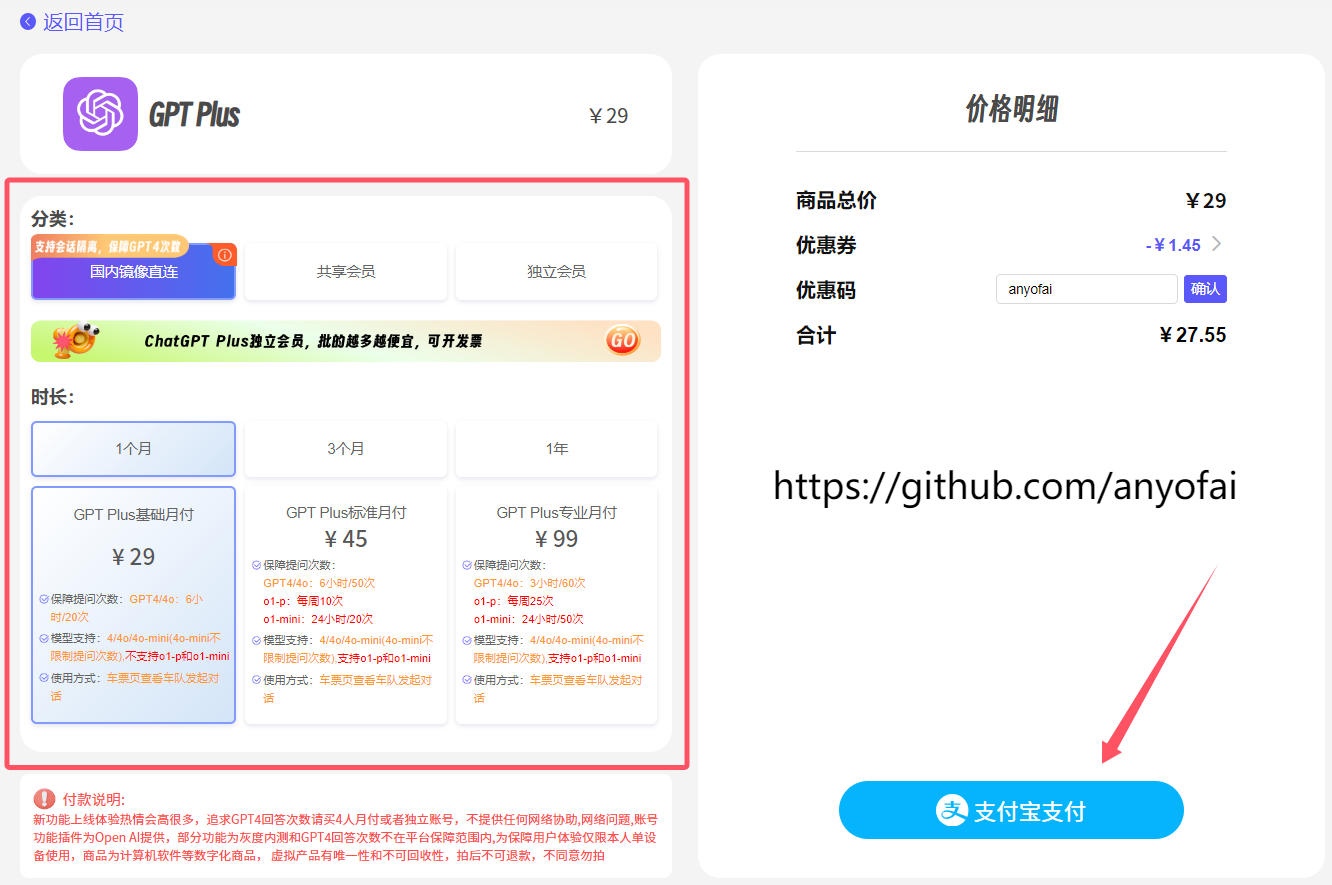 返回首页
GPT Plus
￥29
分类：
支持会话隔离，保障GPT4次数
国内镜像直连
共享会员
独立会员
ChatGPT Plus独立会员，批的越多越便宜，可开发票
GO
时长：
1个月
3个月
1年
GPT Plus基础月付
￥29
保障提问次数：GPT4/4o：6小
时/20次
模型支持：4/4o/4o-mini(4o-mini不
限制提问次数),不支持o1-p和o1-mini
使用方式：车票页查看车队发起对
话
GPT Plus标准月付
￥45
保障提问次数：
GPT4/4o：6小时/50次
o1-p：每周10次
o1-mini：24小时/20次
模型支持：4/4o/4o-mini(4o-mini不
限制提问次数),支持o1-p和o1-mini
使用方式：车票页查看车队发起对
话
GPT Plus专业月付
￥99
保障提问次数：
GPT4/4o：3小时/60次
o1-p：每周25次
o1-mini：24小时/50次
模型支持：4/4o/4o-mini(4o-mini不
限制提问次数),支持o1-p和o1-mini
使用方式：车票页查看车队发起对
话
付款说明:
新功能上线体验热情会高很多，追求GPT4回答次数请买4人月付或者独立账号，不提供任何网络协助,网络问题,账号
功能插件为Open AI提供，部分功能为灰度内测和GPT4回答次数不在平台保障范围内,为保障用户体验仅限本人单设
备使用，商品为计算机软件等数字化商品， 虚拟产品有唯一性和不可回收性，拍后不可退款，不同意勿拍
价格明细
商品总价 ￥29
优惠券 -￥1.45
优惠码 anyofai 确认
合计 ￥27.55
https://github.com/anyofai
支 支付宝支付